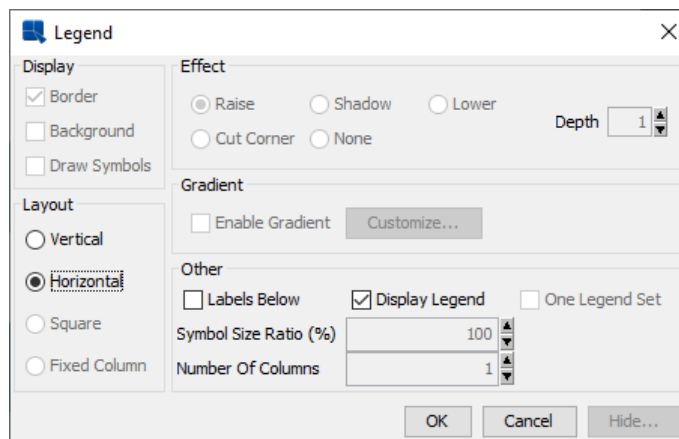 Legend
Display
Border
Background
Draw Symbols
Effect
Raise Shadow Lower
Cut Corner None
Depth 1
Gradient
Enable Gradient Customize...
Layout
Vertical
Horizontal
Square
Fixed Column
Other
Labels Below Display Legend One Legend Set
Symbol Size Ratio (%) 100
Number Of Columns 1
OK Cancel Hide...